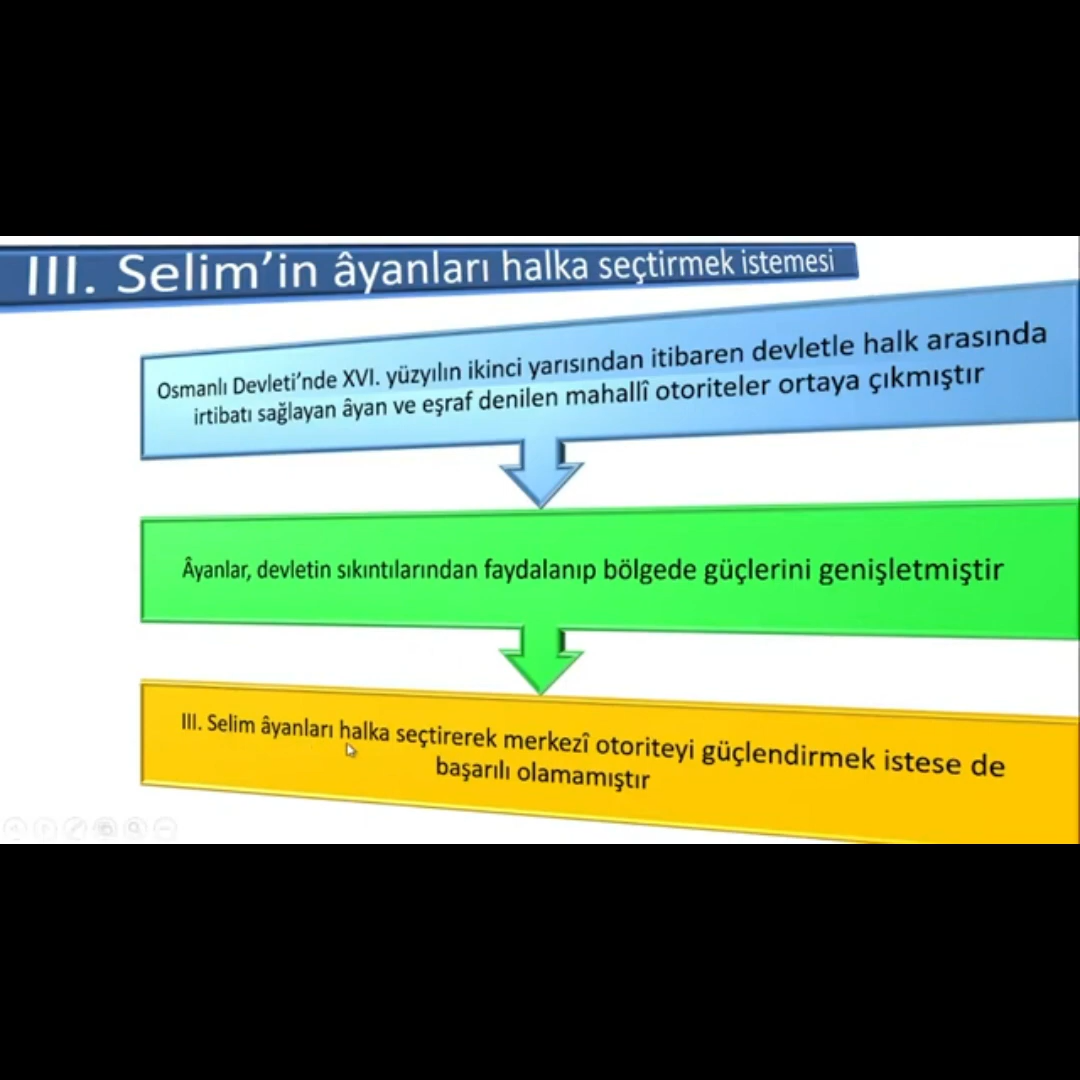 III. Selim’in âyanları halka seçtirmek istemesi
Osmanlı Devleti’nde XVI. yüzyılın ikinci yarısından itibaren devletle halk arasında
irtibatı sağlayan âyan ve eşraf denilen mahallî otoriteler ortaya çıkmıştır
Âyanlar, devletin sıkıntılarından faydalanıp bölgede güçlerini genişletmiştir
III. Selim âyanları halka seçtirerek merkezî otoriteyi güçlendirmek istese de
başarılı olamamıştır